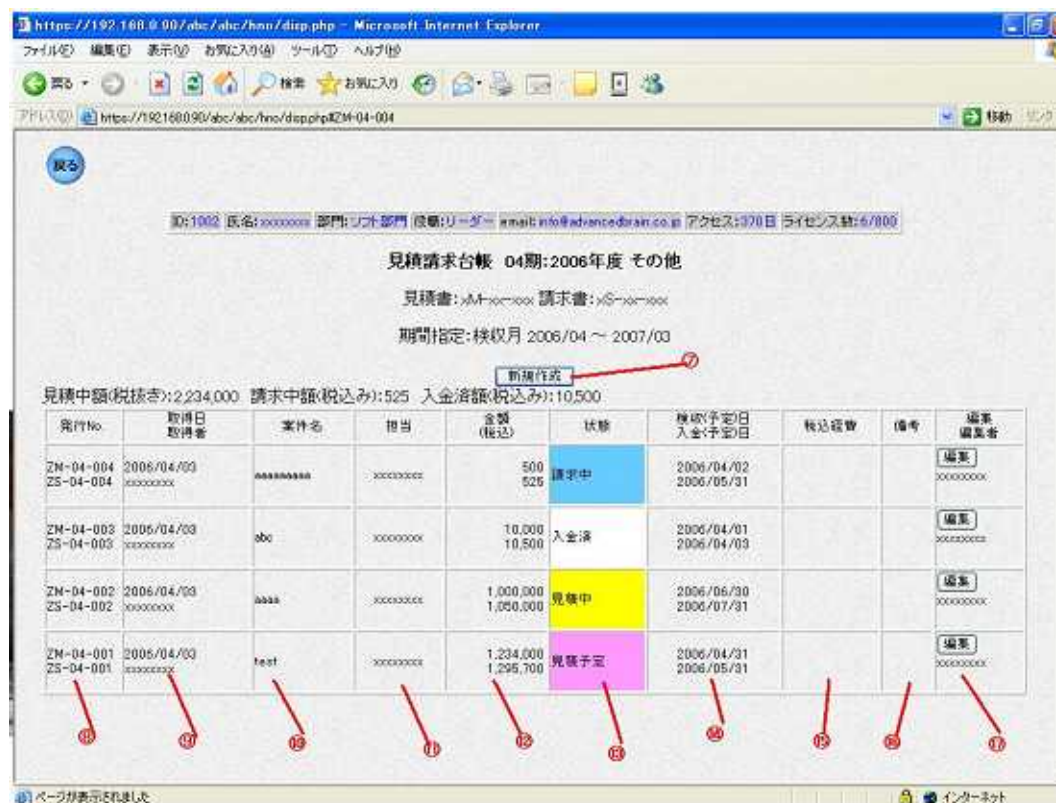 https://192.168.0.90/abc/abc/hno/disp.php - Microsoft Internet Explorer
ファイル(F) 編集(E) 表示(V) お気に入り(A) ツール(T) ヘルプ(H)
戻る 検索 お気に入り
アドレス(D) https://192.168.0.90/abc/abc/hno/disp.php#ZM-04-004 移動 リンク
戻る
ID:1002 氏名:xxxxxxxx 部門:ソフト部門 役職:リーダー email:info@advancedbrain.co.jp アクセス:370日 ライセンス数:6/800
見積請求台帳 04期:2006年度 その他
見積書:xM-xx-xxx 請求書:xS-xx-xxx
期間指定:検収月 2006/04 ~ 2007/03
新規作成 ⑦
見積中額(税抜き):2,234,000 請求中額(税込み):525 入金済額(税込み):10,500
発行No. 取得日 取得者 案件名 担当 金額 (税込) 状態 検収(予定)日 入金(予定)日 税込経費 備考 編集 編集者
ZM-04-004 2006/04/03 aaaaaaaaa xxxxxxxx 500 請求中 2006/04/02 編集
ZS-04-004 xxxxxxxx 525 2006/05/31 xxxxxxxx
ZM-04-003 2006/04/03 abc xxxxxxxx 10,000 入金済 2006/04/01 編集
ZS-04-003 xxxxxxxx 10,500 2006/04/03 xxxxxxxx
ZM-04-002 2006/04/03 aaaa xxxxxxxx 1,000,000 見積中 2006/06/30 編集
ZS-04-002 xxxxxxxx 1,050,000 2006/07/31 xxxxxxxx
ZM-04-001 2006/04/03 test xxxxxxxx 1,234,000 見積予定 2006/04/31 編集
ZS-04-001 xxxxxxxx 1,295,700 2006/05/31 xxxxxxxx
⑧ ⑨ ⑩ ⑪ ⑫ ⑬ ⑭ ⑮ ⑯ ⑰
ページが表示されました インターネット